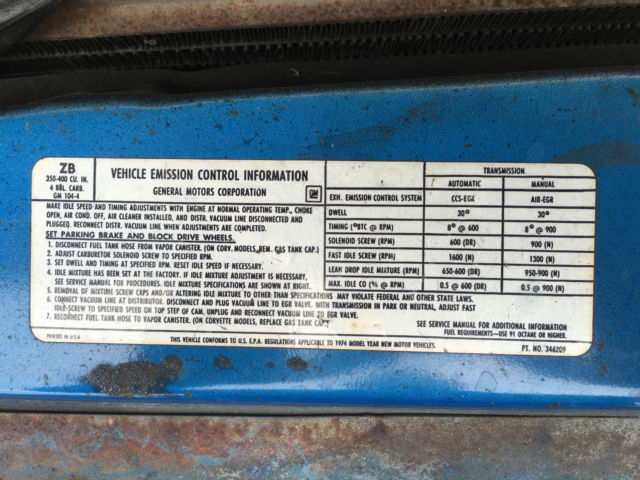 ZB
350-400 CU. IN.
4 BBL. CARB.
GM 104-4
VEHICLE EMISSION CONTROL INFORMATION
GENERAL MOTORS CORPORATION
GM
TRANSMISSION
AUTOMATIC MANUAL
EXH. EMISSION CONTROL SYSTEM CCS-EGR AIR-EGR
DWELL 30° 30°
TIMING (°BTC @ RPM) 8° @ 600 8° @ 900
SOLENOID SCREW (N) 600 (DR) 900 (N)
FAST IDLE SCREW (N) 1600 (N) 1300 (N)
LEAN DROP IDLE MIXTURE (RPM) 650-600 (DR) 950-900 (N)
MAX. IDLE CO (% @ RPM) 0.5 @ 600 (DR) 0.5 @ 900 (N)
MAKE IDLE SPEED AND TIMING ADJUSTMENTS WITH ENGINE AT NORMAL OPERATING TEMP., CHOKE
OPEN, AIR COND. OFF, AIR CLEANER INSTALLED, AND DISTR. VACUUM LINE DISCONNECTED AND
PLUGGED. RECONNECT DISTR. VACUUM LINE WHEN ADJUSTMENTS ARE COMPLETED.
SET PARKING BRAKE AND BLOCK DRIVE WHEELS.
1. DISCONNECT FUEL TANK HOSE FROM VAPOR CANISTER. (ON CORV. MODELS, REM. GAS TANK CAP.)
2. ADJUST CARBURETOR SOLENOID SCREW TO SPECIFIED RPM.
3. SET DWELL AND TIMING AT SPECIFIED RPM. RESET IDLE SPEED IF NECESSARY.
4. IDLE MIXTURE HAS BEEN SET AT THE FACTORY. IF IDLE MIXTURE ADJUSTMENT IS NECESSARY,
SEE SERVICE MANUAL FOR PROCEDURES. IDLE MIXTURE SPECIFICATIONS ARE SHOWN AT RIGHT.
5. REMOVAL OF MIXTURE SCREW CAPS AND/OR ALTERING IDLE MIXTURE TO OTHER THAN SPECIFICATIONS MAY VIOLATE FEDERAL AND/OR OTHER STATE LAWS.
6. CONNECT VACUUM LINE AT DISTRIBUTOR. DISCONNECT AND PLUG VACUUM LINE TO EGR VALVE. WITH TRANSMISSION IN PARK OR NEUTRAL, ADJUST FAST
IDLE SCREW TO SPECIFIED SPEED ON TOP STEP OF CAM. UNPLUG AND RECONNECT VACUUM LINE TO EGR VALVE.
7. RECONNECT FUEL TANK HOSE TO VAPOR CANISTER. (ON CORVETTE MODELS, REPLACE GAS TANK CAP.)
SEE SERVICE MANUAL FOR ADDITIONAL INFORMATION
FUEL REQUIREMENTS-USE 91 OCTANE OR HIGHER.
PRINTED IN U.S.A. THIS VEHICLE CONFORMS TO U.S. E.P.A. REGULATIONS APPLICABLE TO 1974 MODEL YEAR NEW MOTOR VEHICLES. PT. NO. 346209